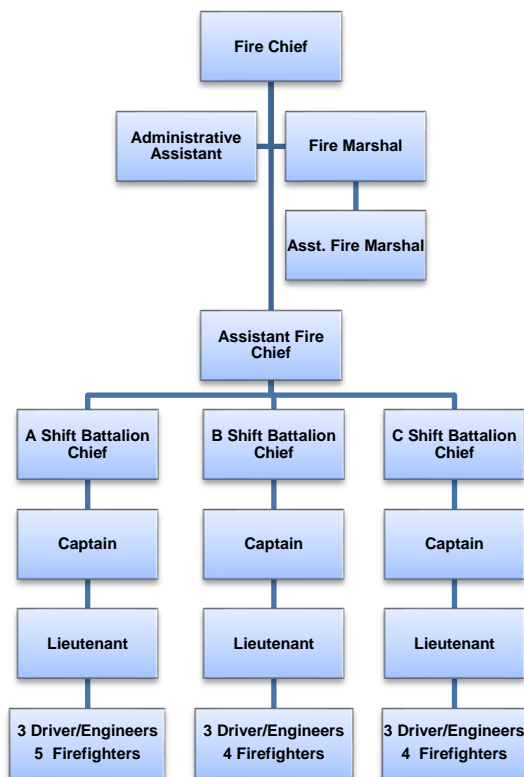 Fire Chief
Administrative
Assistant
Fire Marshal
Asst. Fire Marshal
Assistant Fire
Chief
A Shift Battalion
Chief
B Shift Battalion
Chief
C Shift Battalion
Chief
Captain
Captain
Captain
Lieutenant
Lieutenant
Lieutenant
3 Driver/Engineers
5 Firefighters
3 Driver/Engineers
4 Firefighters
3 Driver/Engineers
4 Firefighters